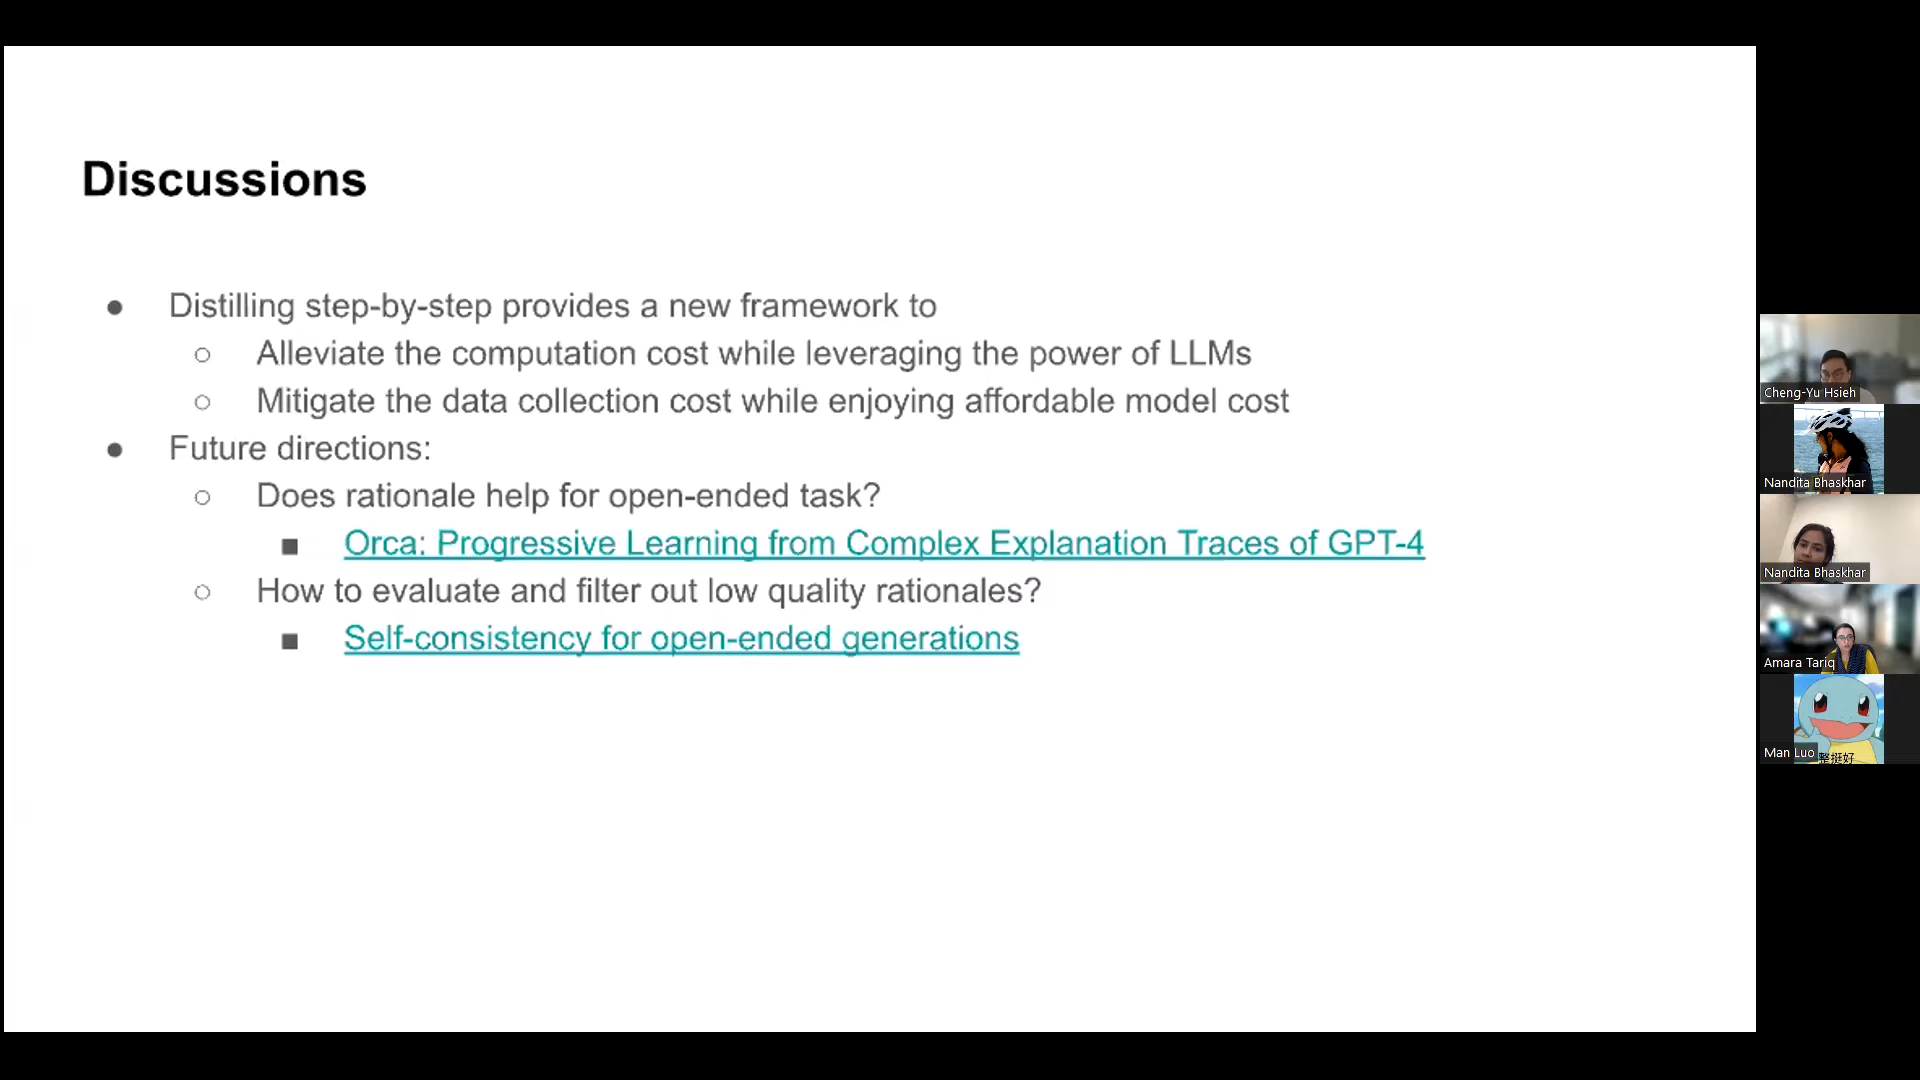 Discussions
● Distilling step-by-step provides a new framework to
○ Alleviate the computation cost while leveraging the power of LLMs
○ Mitigate the data collection cost while enjoying affordable model cost
● Future directions:
○ Does rationale help for open-ended task?
■ Orca: Progressive Learning from Complex Explanation Traces of GPT-4
○ How to evaluate and filter out low quality rationales?
■ Self-consistency for open-ended generations
Cheng-Yu Hsieh
Nandita Bhaskhar
Nandita Bhaskhar
Amara Tariq
Man Luo
整挺好